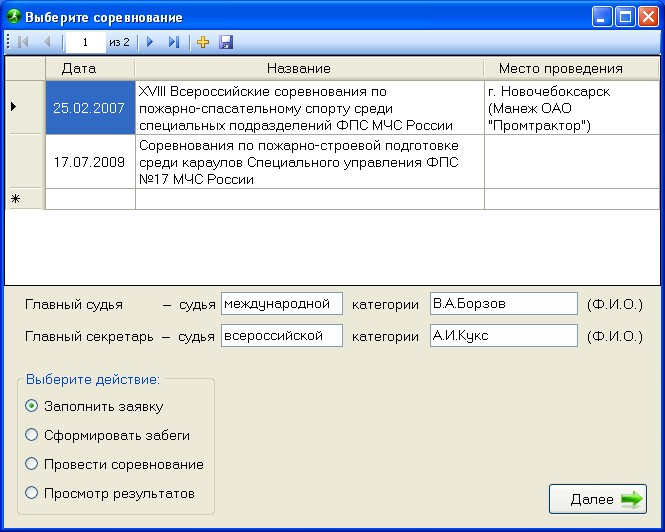 Выберите соревнование
1 из 2
Дата Название Место проведения
25.02.2007 XVIII Всероссийские соревнования по пожарно-спасательному спорту среди специальных подразделений ФПС МЧС России г. Новочебоксарск (Манеж ОАО "Промтрактор")
17.07.2009 Соревнования по пожарно-строевой подготовке среди караулов Специального управления ФПС №17 МЧС России
Главный судья – судья международной категории В.А.Борзов (Ф.И.О.)
Главный секретарь – судья всероссийской категории А.И.Кукс (Ф.И.О.)
Выберите действие:
Заполнить заявку
Сформировать забеги
Провести соревнование
Просмотр результатов
Далее